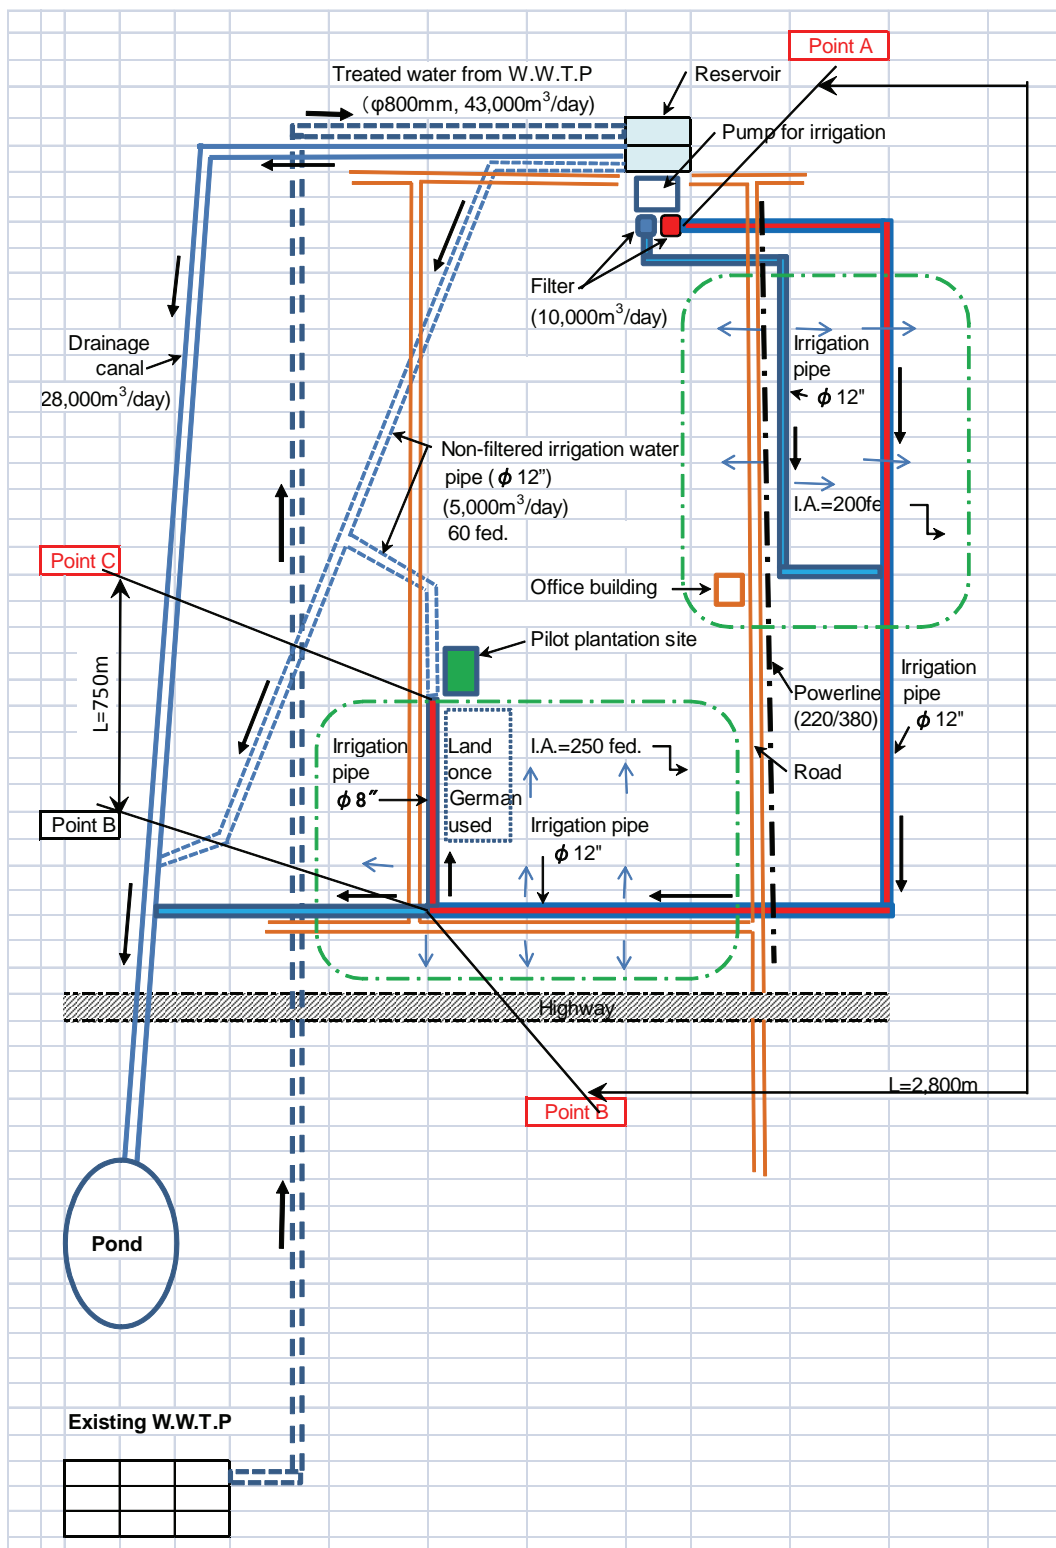 Point A
Treated water from W.W.T.P
(φ800mm, 43,000m³/day)
Reservoir
Pump for irrigation
Filter
(10,000m³/day)
Drainage
canal
28,000m³/day)
Irrigation
pipe
ϕ 12"
Non-filtered irrigation water
pipe (ϕ 12”)
(5,000m³/day)
60 fed.
I.A.=200fe
Point C
Office building
Pilot plantation site
L=750m
Irrigation
pipe
ϕ 12"
Powerline
(220/380)
Irrigation
pipe
ϕ 8″
Land
once
German
used
I.A.=250 fed.
Road
Irrigation pipe
ϕ 12"
Point B
Highway
L=2,800m
Point B
Pond
Existing W.W.T.P